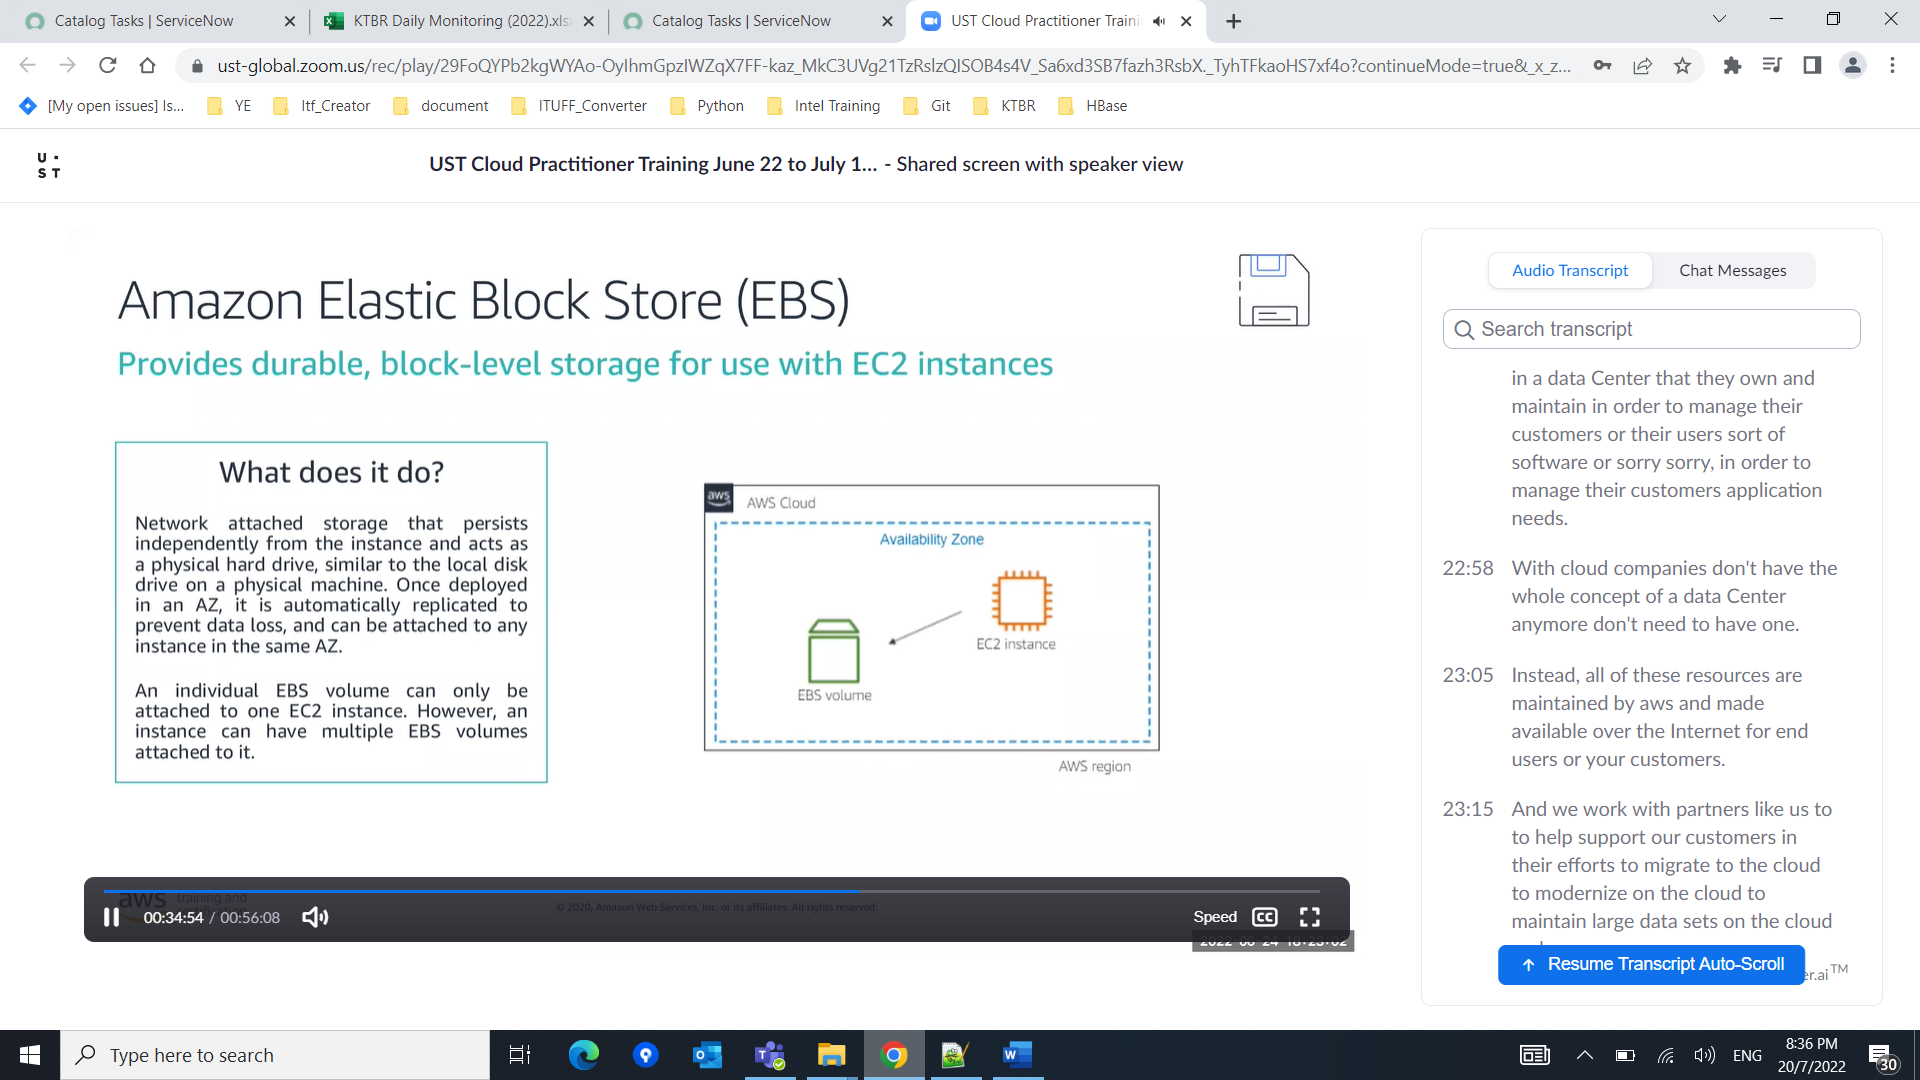 Catalog Tasks | ServiceNow
KTBR Daily Monitoring (2022).xls
Catalog Tasks | ServiceNow
UST Cloud Practitioner Traini
ust-global.zoom.us/rec/play/29FoQYPb2kgWYAo-OyIhmGpzIWZqX7FF-kaz_MkC3UVg21TzRslzQISOB4s4V_Sa6xd3SB7fazh3RsbX._TyhTFkaoHS7xf4o?continueMode=true&_x_z...
[My open issues] Is...
YE
Itf_Creator
document
ITUFF_Converter
Python
Intel Training
Git
KTBR
HBase
U·
ST
UST Cloud Practitioner Training June 22 to July 1... - Shared screen with speaker view
Amazon Elastic Block Store (EBS)
Provides durable, block-level storage for use with EC2 instances
What does it do?
Network attached storage that persists
independently from the instance and acts as
a physical hard drive, similar to the local disk
drive on a physical machine. Once deployed
in an AZ, it is automatically replicated to
prevent data loss, and can be attached to any
instance in the same AZ.
An individual EBS volume can only be
attached to one EC2 instance. However, an
instance can have multiple EBS volumes
attached to it.
aws
AWS Cloud
Availability Zone
EC2 instance
EBS volume
AWS region
aws training and
certification
© 2020, Amazon Web Services, Inc. or its affiliates. All rights reserved.
00:34:54 / 00:56:08
Speed
CC
2022-06-24 18:23:02
Audio Transcript
Chat Messages
Search transcript
in a data Center that they own and
maintain in order to manage their
customers or their users sort of
software or sorry sorry, in order to
manage their customers application
needs.
22:58 With cloud companies don't have the
whole concept of a data Center
anymore don't need to have one.
23:05 Instead, all of these resources are
maintained by aws and made
available over the Internet for end
users or your customers.
23:15 And we work with partners like us to
to help support our customers in
their efforts to migrate to the cloud
to modernize on the cloud to
maintain large data sets on the cloud
Resume Transcript Auto-Scroll
er.ai™
Type here to search
ENG
8:36 PM
20/7/2022
30